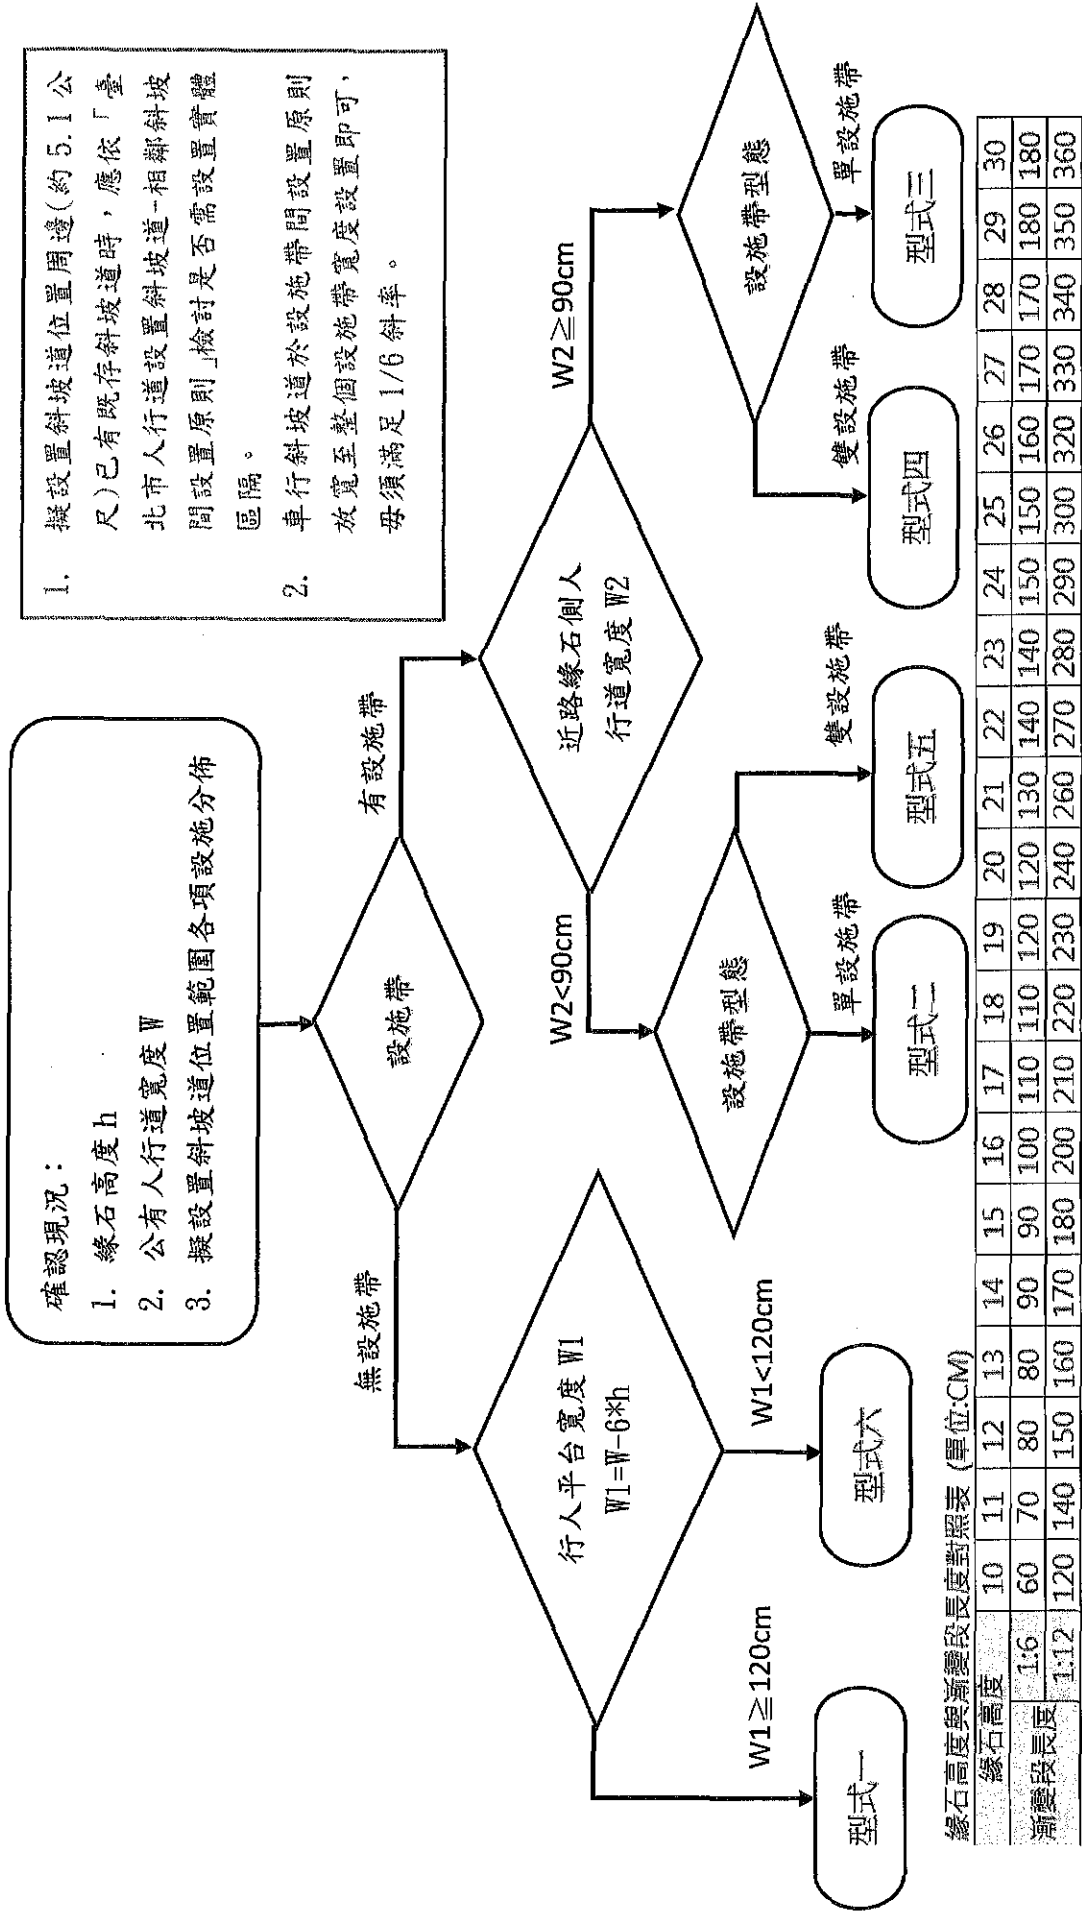 確認現況：
1. 緣石高度 h
2. 公有人行道寬度 W
3. 擬設置斜坡道位置範圍各項設施分佈
1. 擬設置斜坡道位置周邊(約 5.1 公
尺)已有既存斜坡道時，應依「臺
北市人行道設置斜坡道-相鄰斜坡
間設置原則」檢討是否需設置實體
區隔。
2. 車行斜坡道於設施帶間設置原則
放寬至整個設施帶寬度設置即可，
毋須滿足 1/6 斜率。
設施帶
無設施帶
有設施帶
行人平台寬度 W1
W1=W-6*h
近路緣石側人
行道寬度 W2
W1≧120cm
W1<120cm
W2<90cm
W2≧90cm
設施帶型態
設施帶型態
單設施帶
雙設施帶
雙設施帶
單設施帶
型式一
型式六
型式二
型式五
型式四
型式三
緣石高度與漸變段長度對照表 (單位:CM)
緣石高度 10 11 12 13 14 15 16 17 18 19 20 21 22 23 24 25 26 27 28 29 30
漸變段長度
1:6 60 70 80 80 90 90 100 110 110 120 120 130 140 140 150 150 160 170 170 180 180
1:12 120 140 150 160 170 180 200 210 220 230 240 260 270 280 290 300 320 330 340 350 360